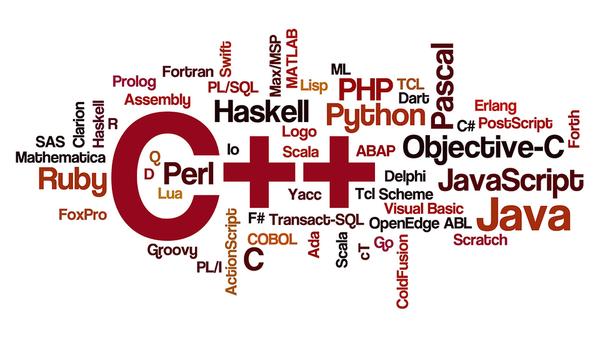 Swift
Max/MSP
MATLAB
Pascal
Fortran
ML
Prolog
PL/SQL
Lisp
PHP
TCL
Assembly
Dart
Erlang
Clarion
Haskell
R
Haskell
Python
C#
PostScript
Forth
Logo
SAS
Io
Scala
ABAP
Objective-C
Mathematica
Q
Ruby
D
Perl
C++
Delphi
JavaScript
Lua
Yacc
Tcl
Scheme
FoxPro
Visual Basic
Java
F#
Transact-SQL
OpenEdge ABL
ActionScript
COBOL
Ada
Scala
cT
Go
Scratch
Groovy
C
PL/I
ColdFusion